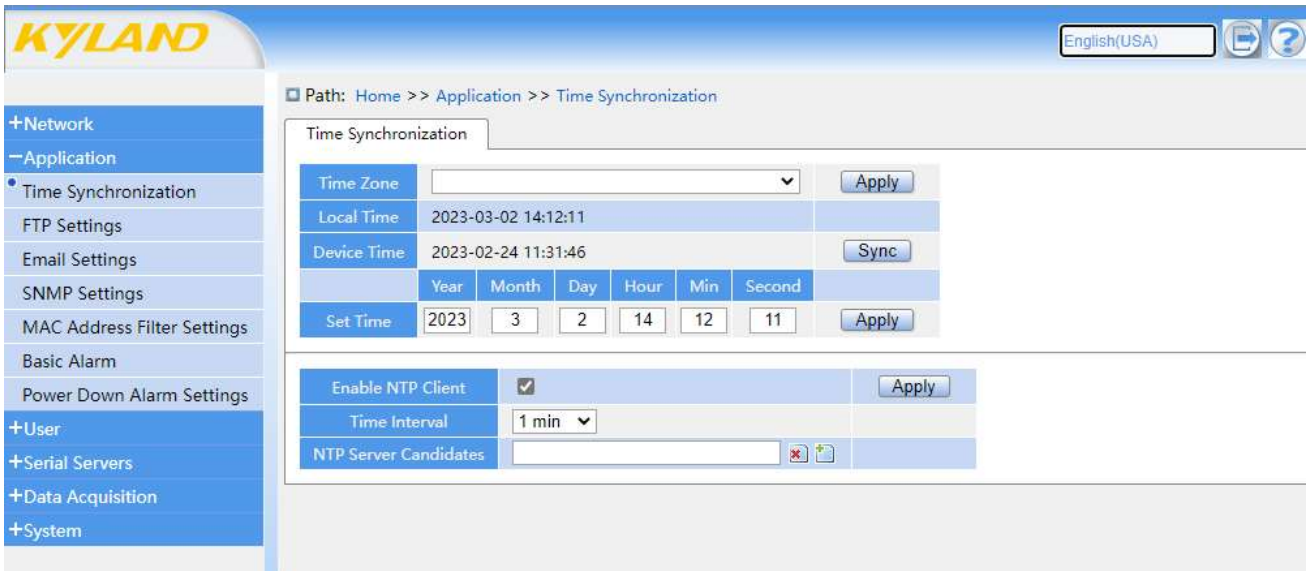 KYLAND
English(USA)
Path: Home >> Application >> Time Synchronization
+Network
−Application
Time Synchronization
FTP Settings
Email Settings
SNMP Settings
MAC Address Filter Settings
Basic Alarm
Power Down Alarm Settings
+User
+Serial Servers
+Data Acquisition
+System
Time Synchronization
Time Zone Apply
Local Time 2023-03-02 14:12:11
Device Time 2023-02-24 11:31:46 Sync
Year Month Day Hour Min Second
Set Time 2023 3 2 14 12 11 Apply
Enable NTP Client Apply
Time Interval 1 min
NTP Server Candidates